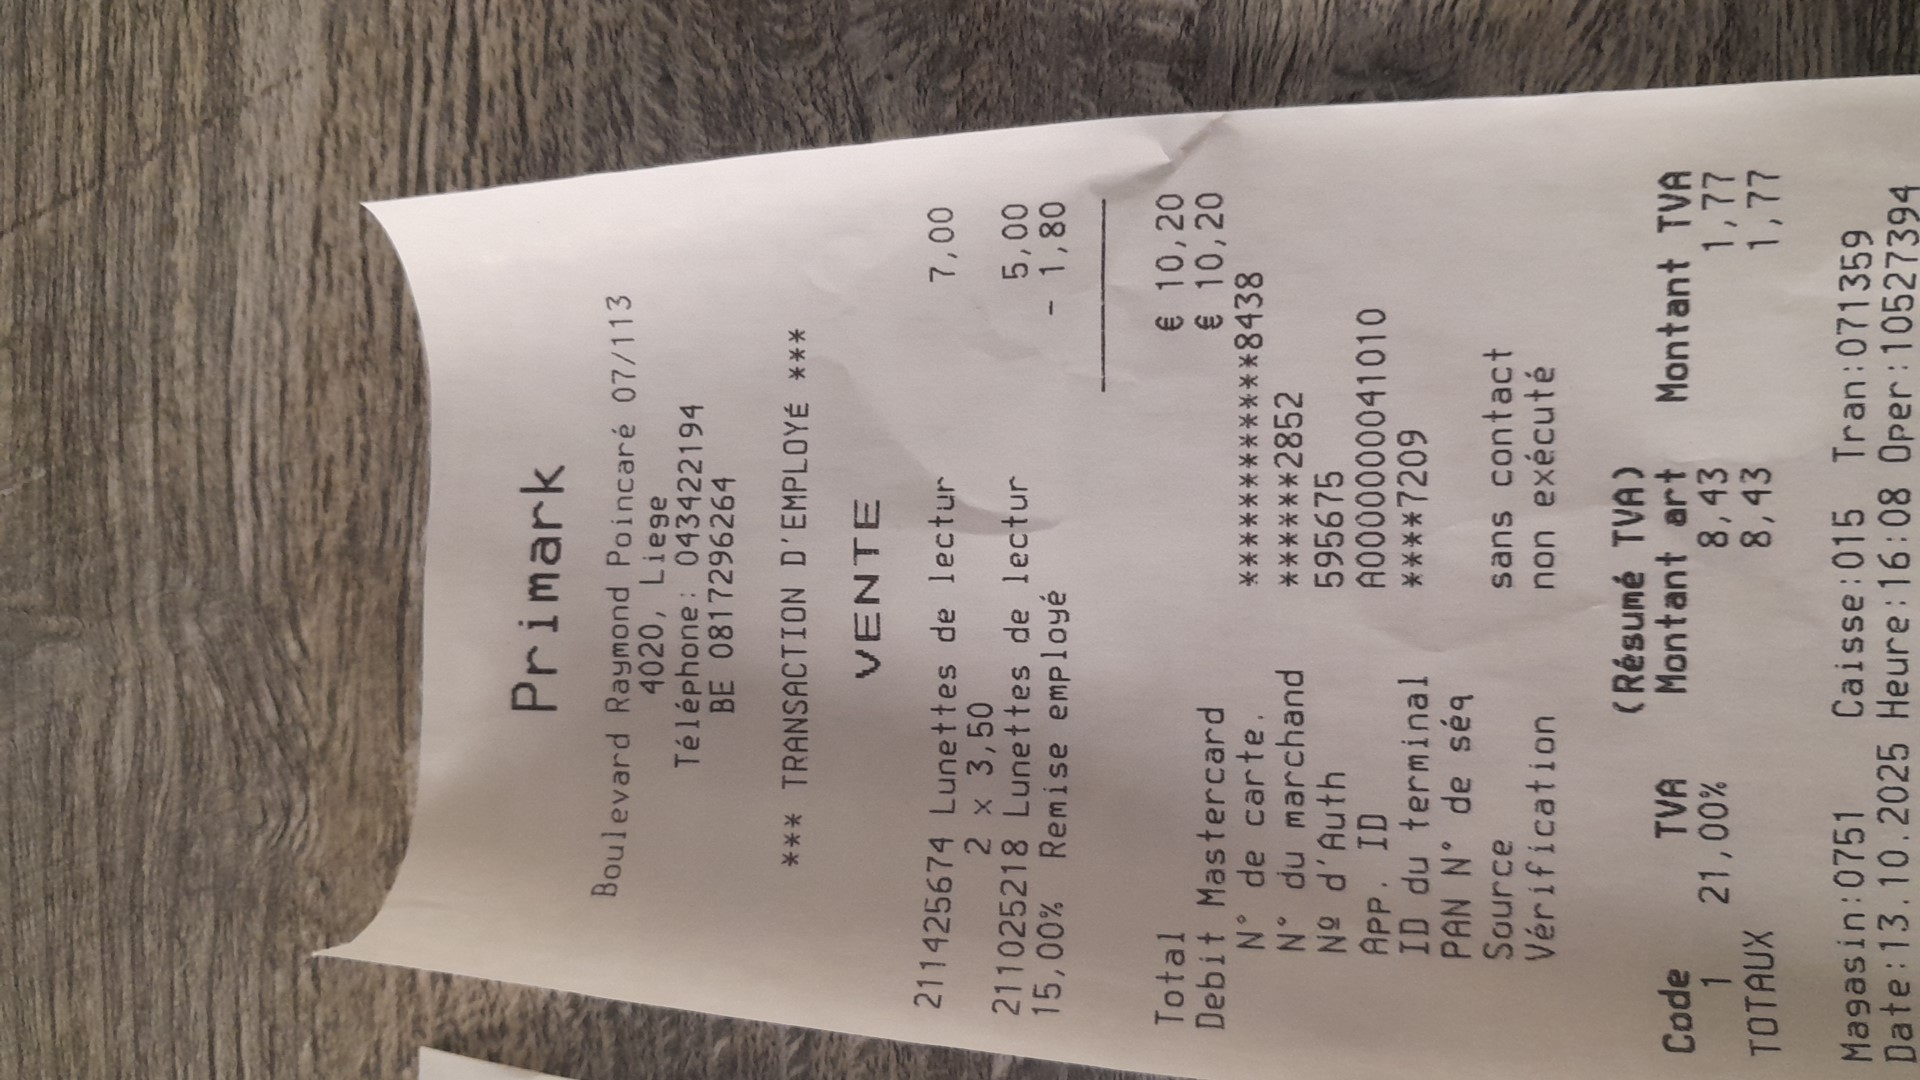 Primark
Boulevard Raymond Poincaré 07/113
4020, Liege
Téléphone: 043422194
BE 0817296264
*** TRANSACTION D'EMPLOYÉ ***
VENTE
211425674 Lunettes de lectur 7,00
2 x 3,50
211025218 Lunettes de lectur 5,00
15,00% Remise employé - 1,80
Total € 10,20
Debit Mastercard € 10,20
N° de carte. ***************8438
N° du marchand ******2852
Nº d'Auth 595675
APP. ID A0000000041010
ID du terminal ****7209
PAN N° de séq
Source sans contact
Vérification non exécuté
(Résumé TVA)
Code TVA Montant art Montant TVA
1 21,00% 8,43 1,77
TOTAUX 8,43 1,77
Magasin:0751 Caisse:015 Tran:071359
Date:13.10.2025 Heure:16:08 Oper:10527394